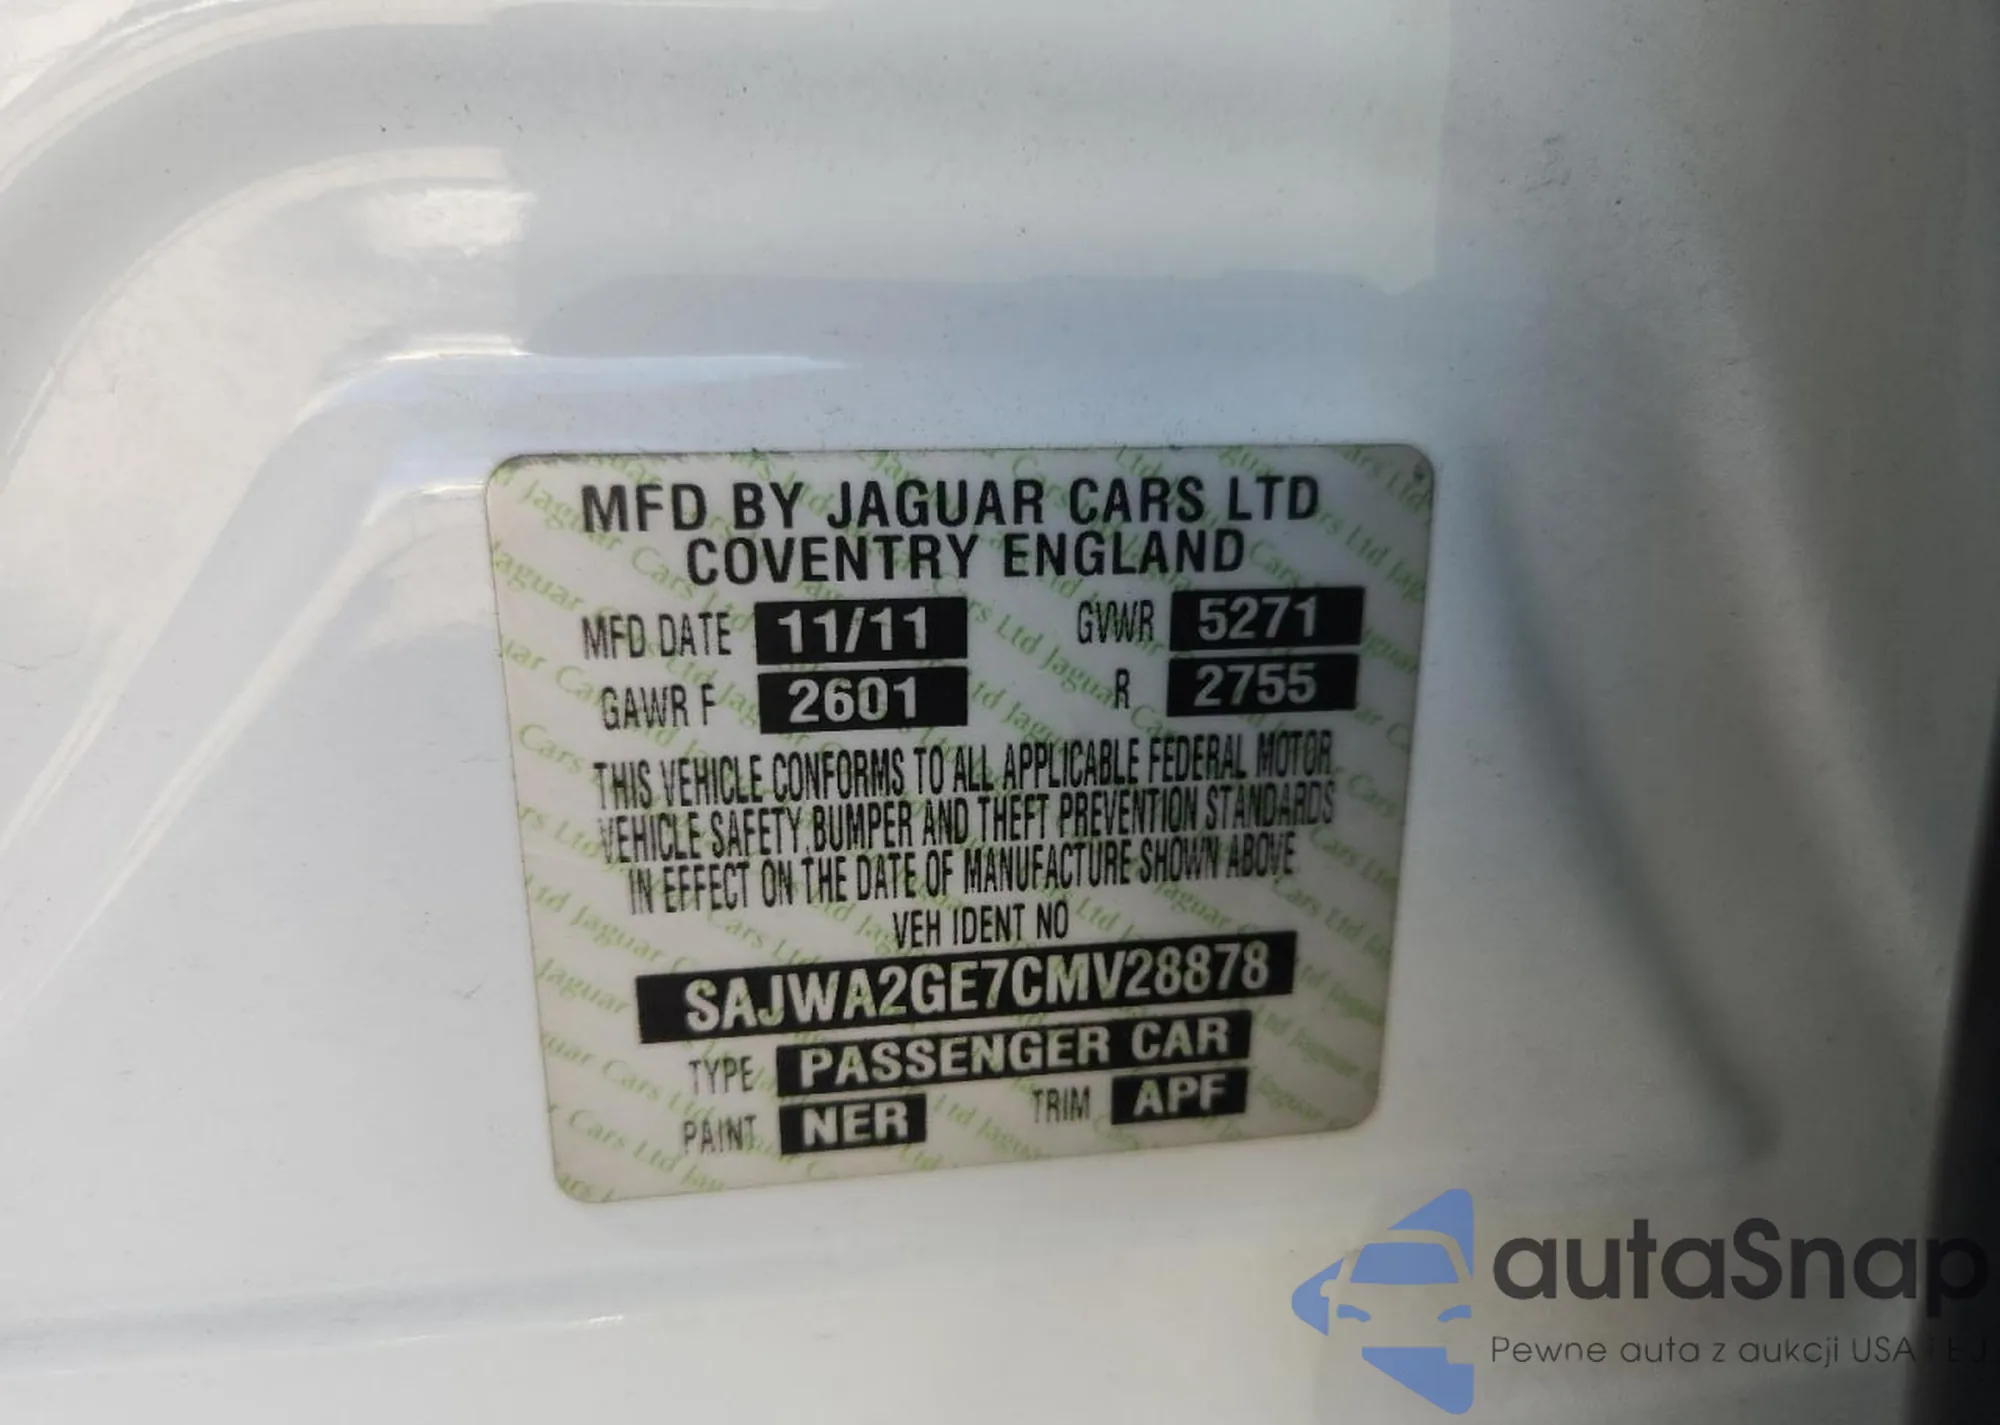 MFD BY JAGUAR CARS LTD
COVENTRY ENGLAND
MFD DATE 11/11 GVWR 5271
GAWR F 2601 R 2755
THIS VEHICLE CONFORMS TO ALL APPLICABLE FEDERAL MOTOR
VEHICLE SAFETY, BUMPER AND THEFT PREVENTION STANDARDS
IN EFFECT ON THE DATE OF MANUFACTURE SHOWN ABOVE
VEH IDENT NO
SAJWA2GE7CMV28878
TYPE PASSENGER CAR
PAINT NER TRIM APF
autaSnap
Pewne auta z aukcji USA i EU